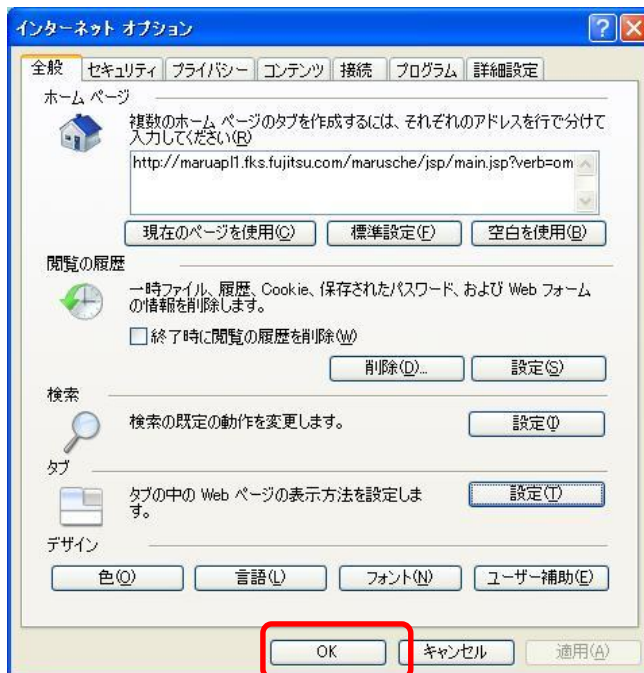 インターネット オプション
全般 セキュリティ プライバシー コンテンツ 接続 プログラム 詳細設定
ホーム ページ
複数のホーム ページのタブを作成するには、それぞれのアドレスを行で分けて
入力してください(R)
http://maruapl1.fks.fujitsu.com/marusche/jsp/main.jsp?verb=om
現在のページを使用(C) 標準設定(F) 空白を使用(B)
閲覧の履歴
一時ファイル、履歴、Cookie、保存されたパスワード、および Web フォーム
の情報を削除します。
終了時に閲覧の履歴を削除(W)
削除(D)... 設定(S)
検索
検索の既定の動作を変更します。 設定(I)
タブ
タブの中の Web ページの表示方法を設定しま
す。
設定(T)
デザイン
色(O) 言語(L) フォント(N) ユーザー補助(E)
OK キャンセル 適用(A)